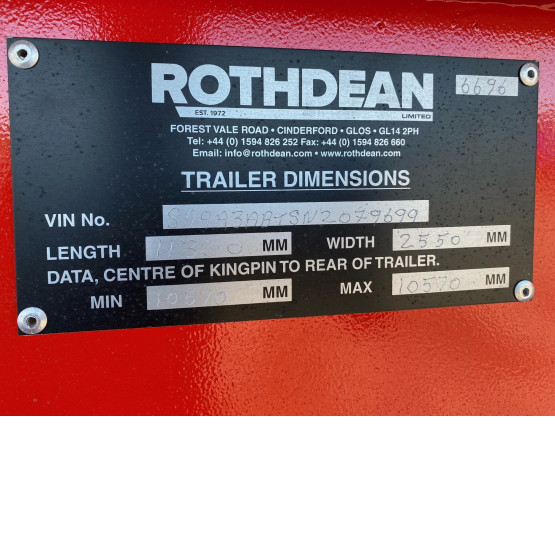 ROTHDEAN
6696
EST. 1972
LIMITED
FOREST VALE ROAD • CINDERFORD • GLOS • GL14 2PH
Tel: +44 (0) 1594 826 252 Fax: +44 (0) 1594 826 660
Email: info@rothdean.com • www.rothdean.com
TRAILER DIMENSIONS
VIN No.
LENGTH MM WIDTH 2550 MM
DATA, CENTRE OF KINGPIN TO REAR OF TRAILER.
MIN 10570 MM MAX 10570 MM